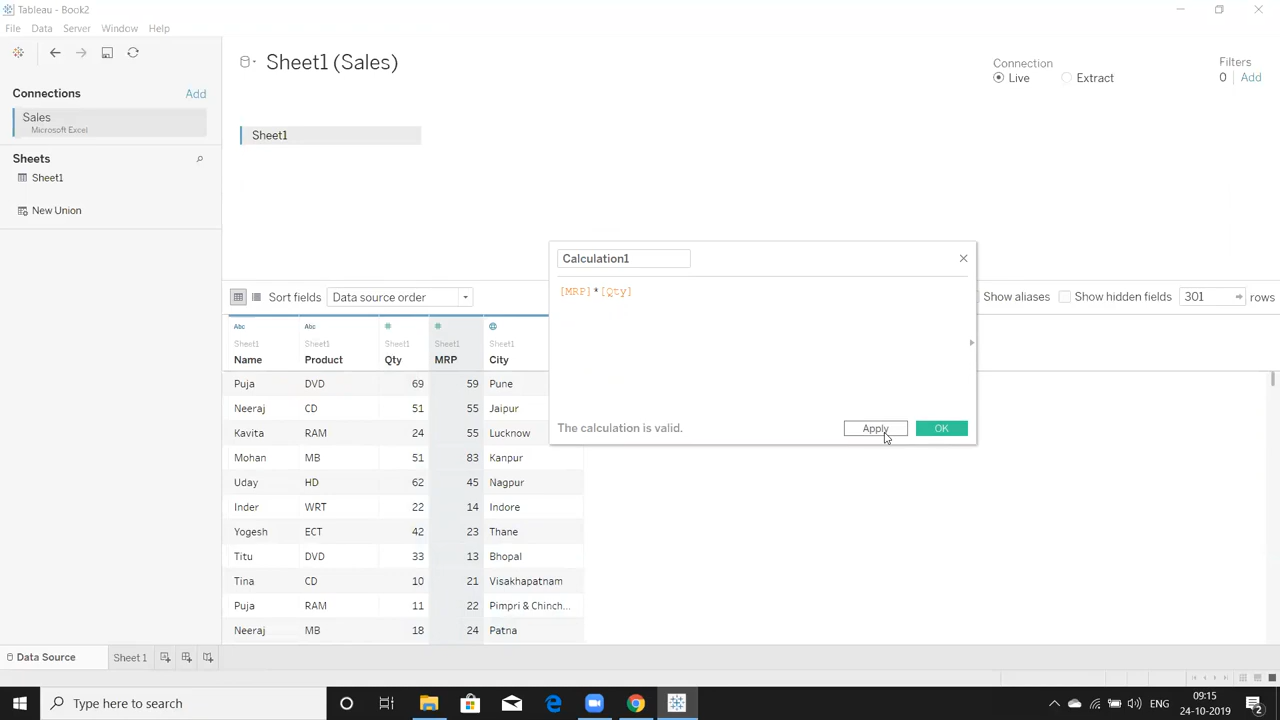 Tableau - Book2
File Data Server Window Help
Connections Add
Sales
Microsoft Excel
Sheets
Sheet1
New Union
Sheet1 (Sales)
Connection
Live Extract
Filters
0 Add
Sheet1
Calculation1
[MRP]*[Qty]
The calculation is valid.
Apply OK
Sort fields Data source order
Show aliases Show hidden fields 301 rows
Abc Abc
Sheet1 Sheet1 Sheet1 Sheet1 Sheet1
Name Product Qty MRP City
Puja DVD 69 59 Pune
Neeraj CD 51 55 Jaipur
Kavita RAM 24 55 Lucknow
Mohan MB 51 83 Kanpur
Uday HD 62 45 Nagpur
Inder WRT 22 14 Indore
Yogesh ECT 42 23 Thane
Titu DVD 33 13 Bhopal
Tina CD 10 21 Visakhapatnam
Puja RAM 11 22 Pimpri & Chinch...
Neeraj MB 18 24 Patna
Data Source Sheet 1
Type here to search
ENG
09:15
24-10-2019
2